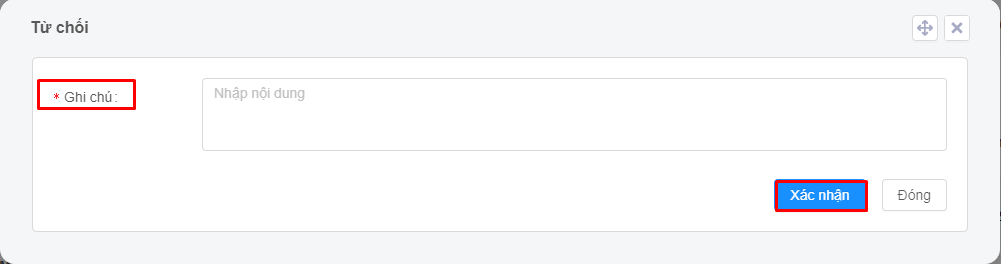 Từ chối
* Ghi chú:
Nhập nội dung
Xác nhận
Đóng